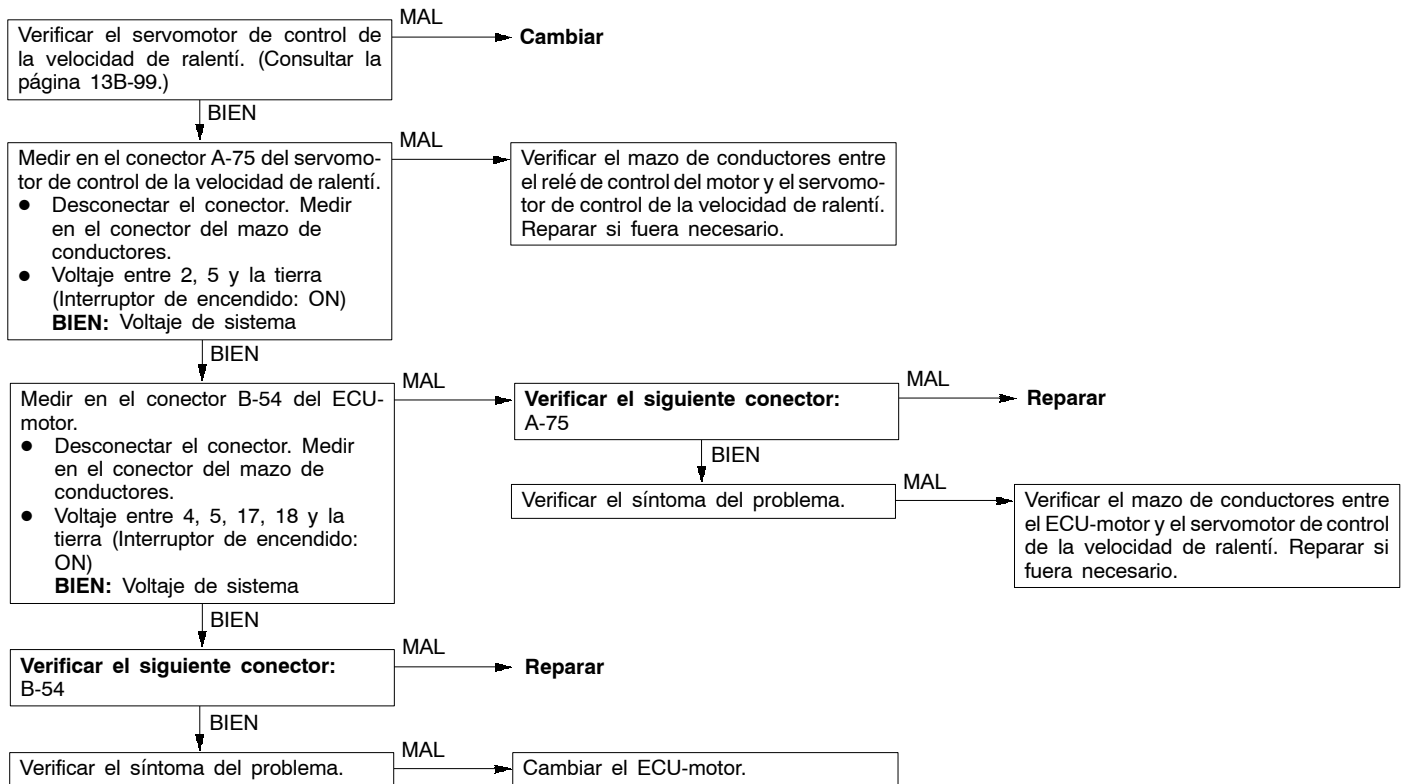 Verificar el servomotor de control de
la velocidad de ralentí. (Consultar la
página 13B-99.)
MAL
Cambiar
BIEN
Medir en el conector A-75 del servomo-
tor de control de la velocidad de ralentí.
● Desconectar el conector. Medir
en el conector del mazo de
conductores.
● Voltaje entre 2, 5 y la tierra
(Interruptor de encendido: ON)
BIEN: Voltaje de sistema
MAL
Verificar el mazo de conductores entre
el relé de control del motor y el servomo-
tor de control de la velocidad de ralentí.
Reparar si fuera necesario.
BIEN
Medir en el conector B-54 del ECU-
motor.
● Desconectar el conector. Medir
en el conector del mazo de
conductores.
● Voltaje entre 4, 5, 17, 18 y la
tierra (Interruptor de encendido:
ON)
BIEN: Voltaje de sistema
MAL
Verificar el siguiente conector:
A-75
MAL
Reparar
BIEN
Verificar el síntoma del problema.
MAL
Verificar el mazo de conductores entre
el ECU-motor y el servomotor de control
de la velocidad de ralentí. Reparar si
fuera necesario.
BIEN
Verificar el siguiente conector:
B-54
MAL
Reparar
BIEN
Verificar el síntoma del problema.
MAL
Cambiar el ECU-motor.